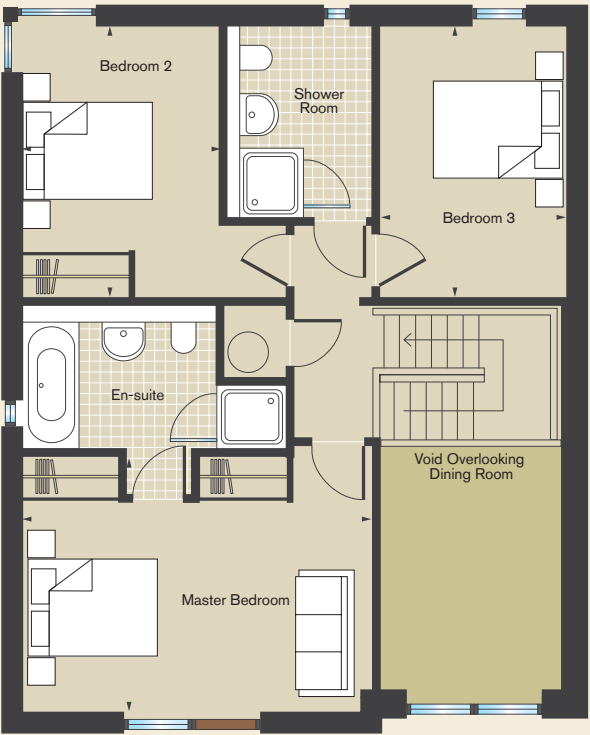 Bedroom 2
Shower
Room
Bedroom 3
En-suite
Void Overlooking
Dining Room
Master Bedroom